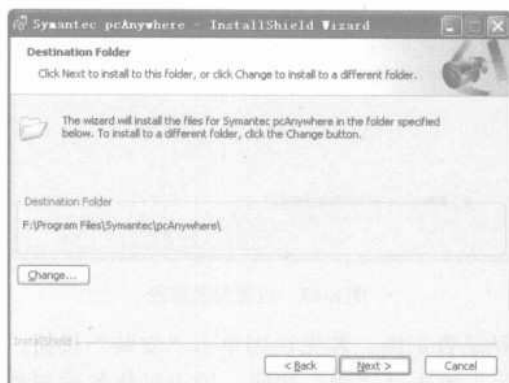 Symantec pcAnywhere - InstallShield Wizard
Destination Folder
Click Next to install to this folder, or click Change to install to a different folder.
The wizard will install the files for Symantec pcAnywhere in the folder specified
below. To install to a different folder, click the Change button.
Destination Folder
F:\Program Files\Symantec\pcAnywhere\
Change...
InstallShield
< Back
Next >
Cancel